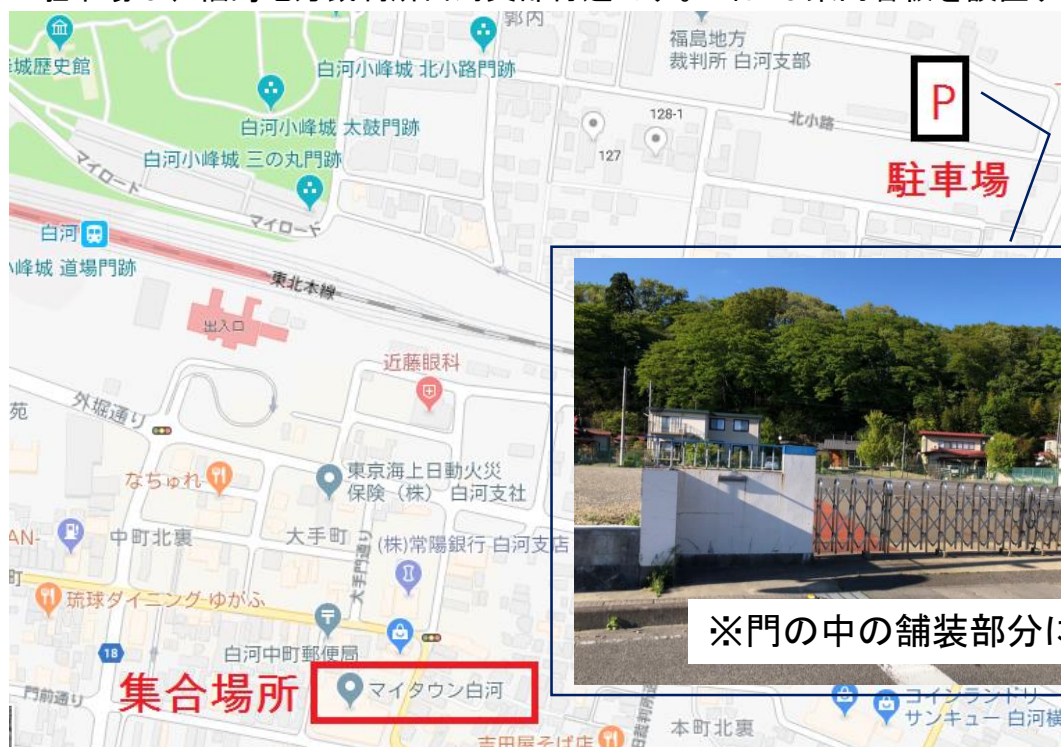 郭内
城歴史館
白河小峰城 北小路門跡
福島地方
裁判所 白河支部
P
駐車場
128-1
127
北小路
白河小峰城 太鼓門跡
白河小峰城 三の丸門跡
マイロード
マイロード
白河
小峰城 道場門跡
東北本線
出入口
近藤眼科
苑
外堀通り
なちゅれ
東京海上日動火災
保険（株） 白河支社
AN-
中町北裏
大手町
大手門通り
(株)常陽銀行 白河支店
町
琉球ダイニング ゆがふ
18
白河中町郵便局
門前通り
集合場所
マイタウン白河
※門の中の舗装部分に
吉田屋そば店
本町北裏
コインランドリー
サンキュー 白河横